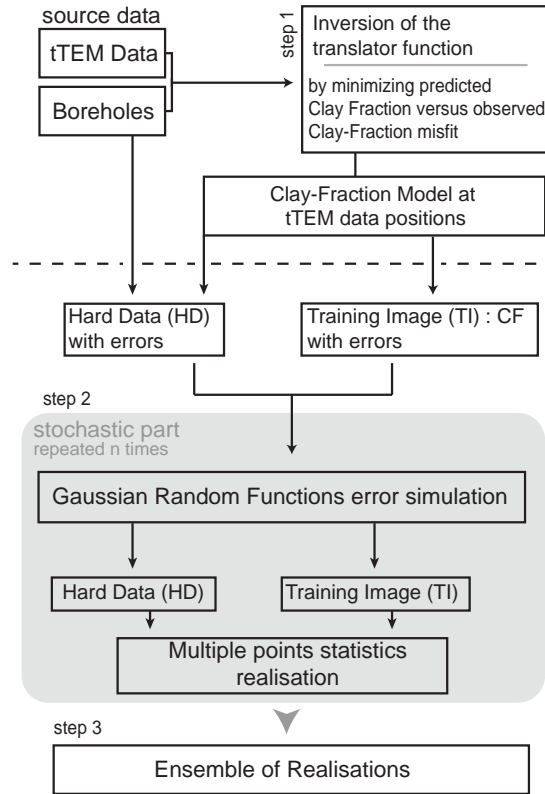 source data
tTEM Data
Boreholes
step 1
Inversion of the
translator function
by minimizing predicted
Clay Fraction versus observed
Clay-Fraction misfit
Clay-Fraction Model at
tTEM data positions
Hard Data (HD)
with errors
Training Image (TI) : CF
with errors
step 2
stochastic part
repeated n times
Gaussian Random Functions error simulation
Hard Data (HD)
Training Image (TI)
Multiple points statistics
realisation
step 3
Ensemble of Realisations